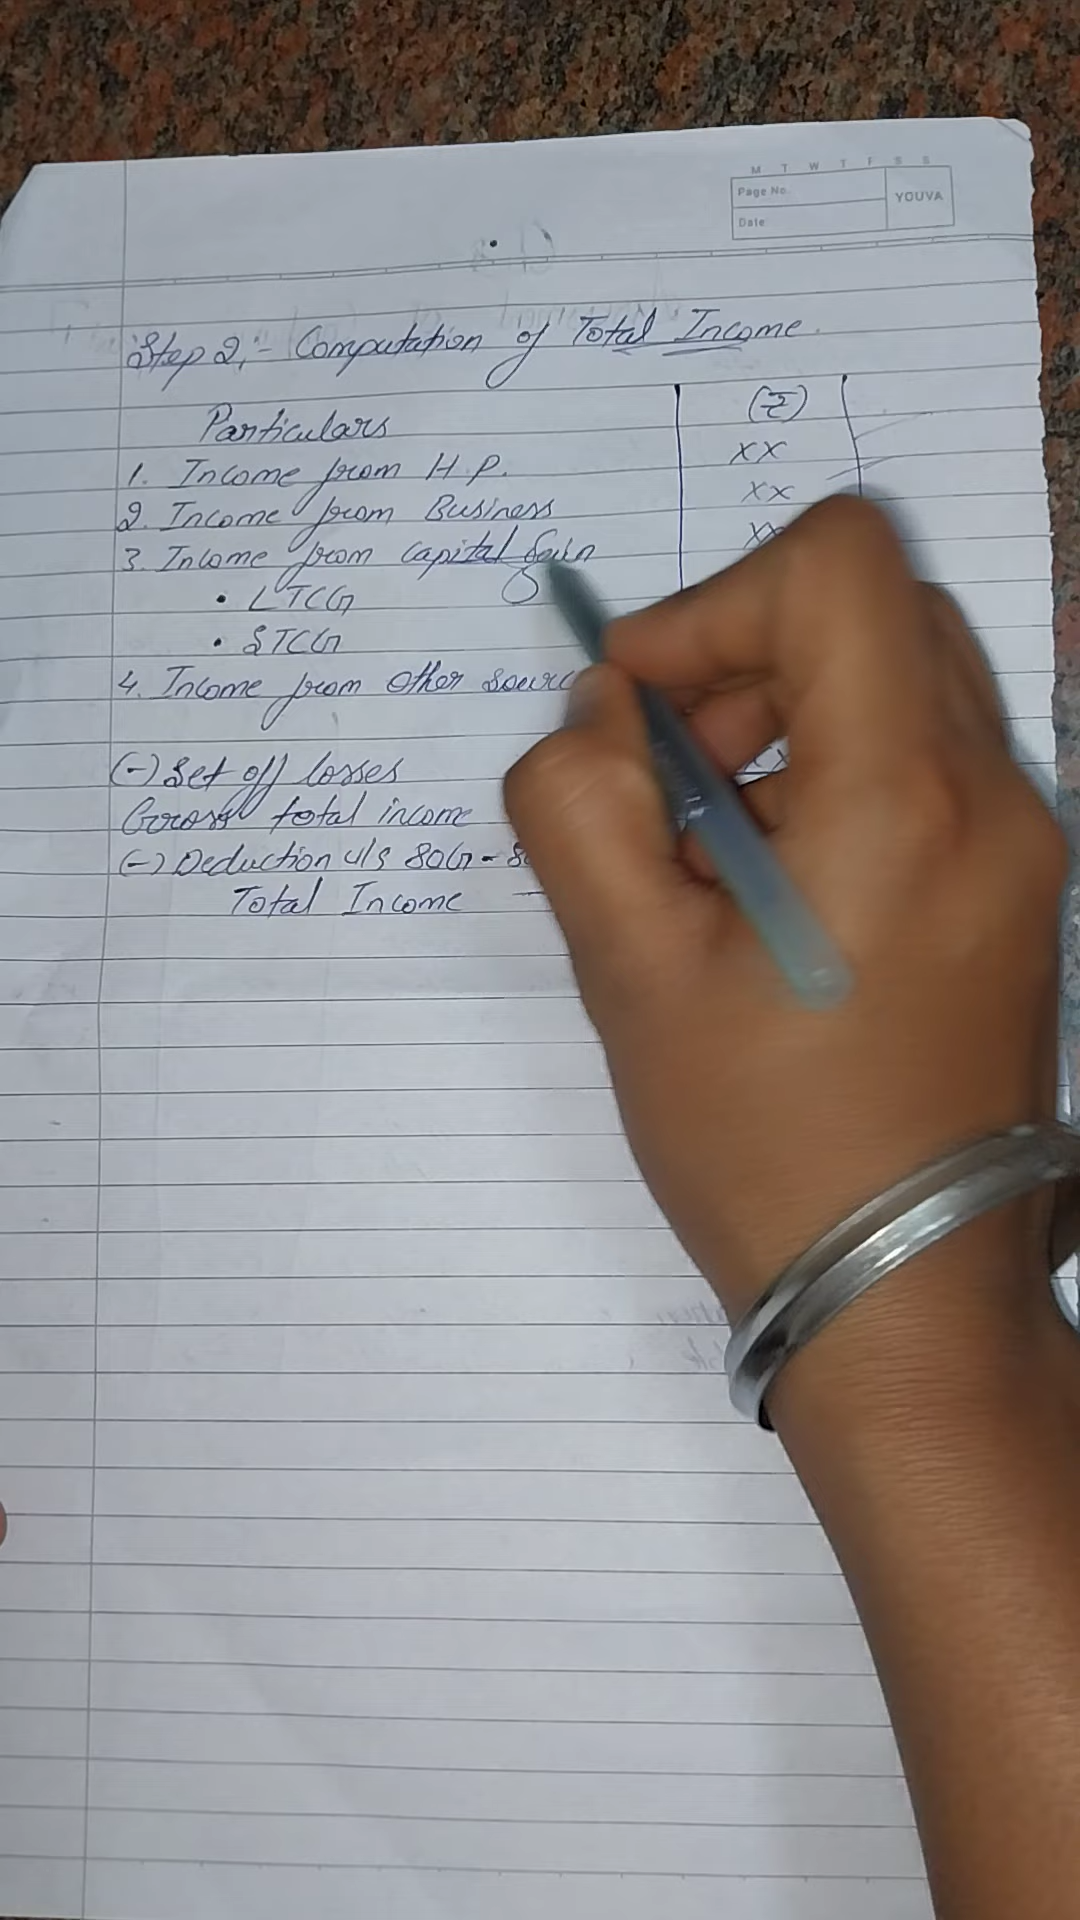 M T W T F S S
Page No.
YOUVA
Date
Step 2:- Computation of Total Income.
Particulars (₹)
1. Income from H.P. XX
2. Income from Business XX
3. Income from Capital Gain XX
• LTCG
• STCG
4. Income from Other
(-) Set off losses
Gross total income
(-) Deduction u/s 80G -
Total Income